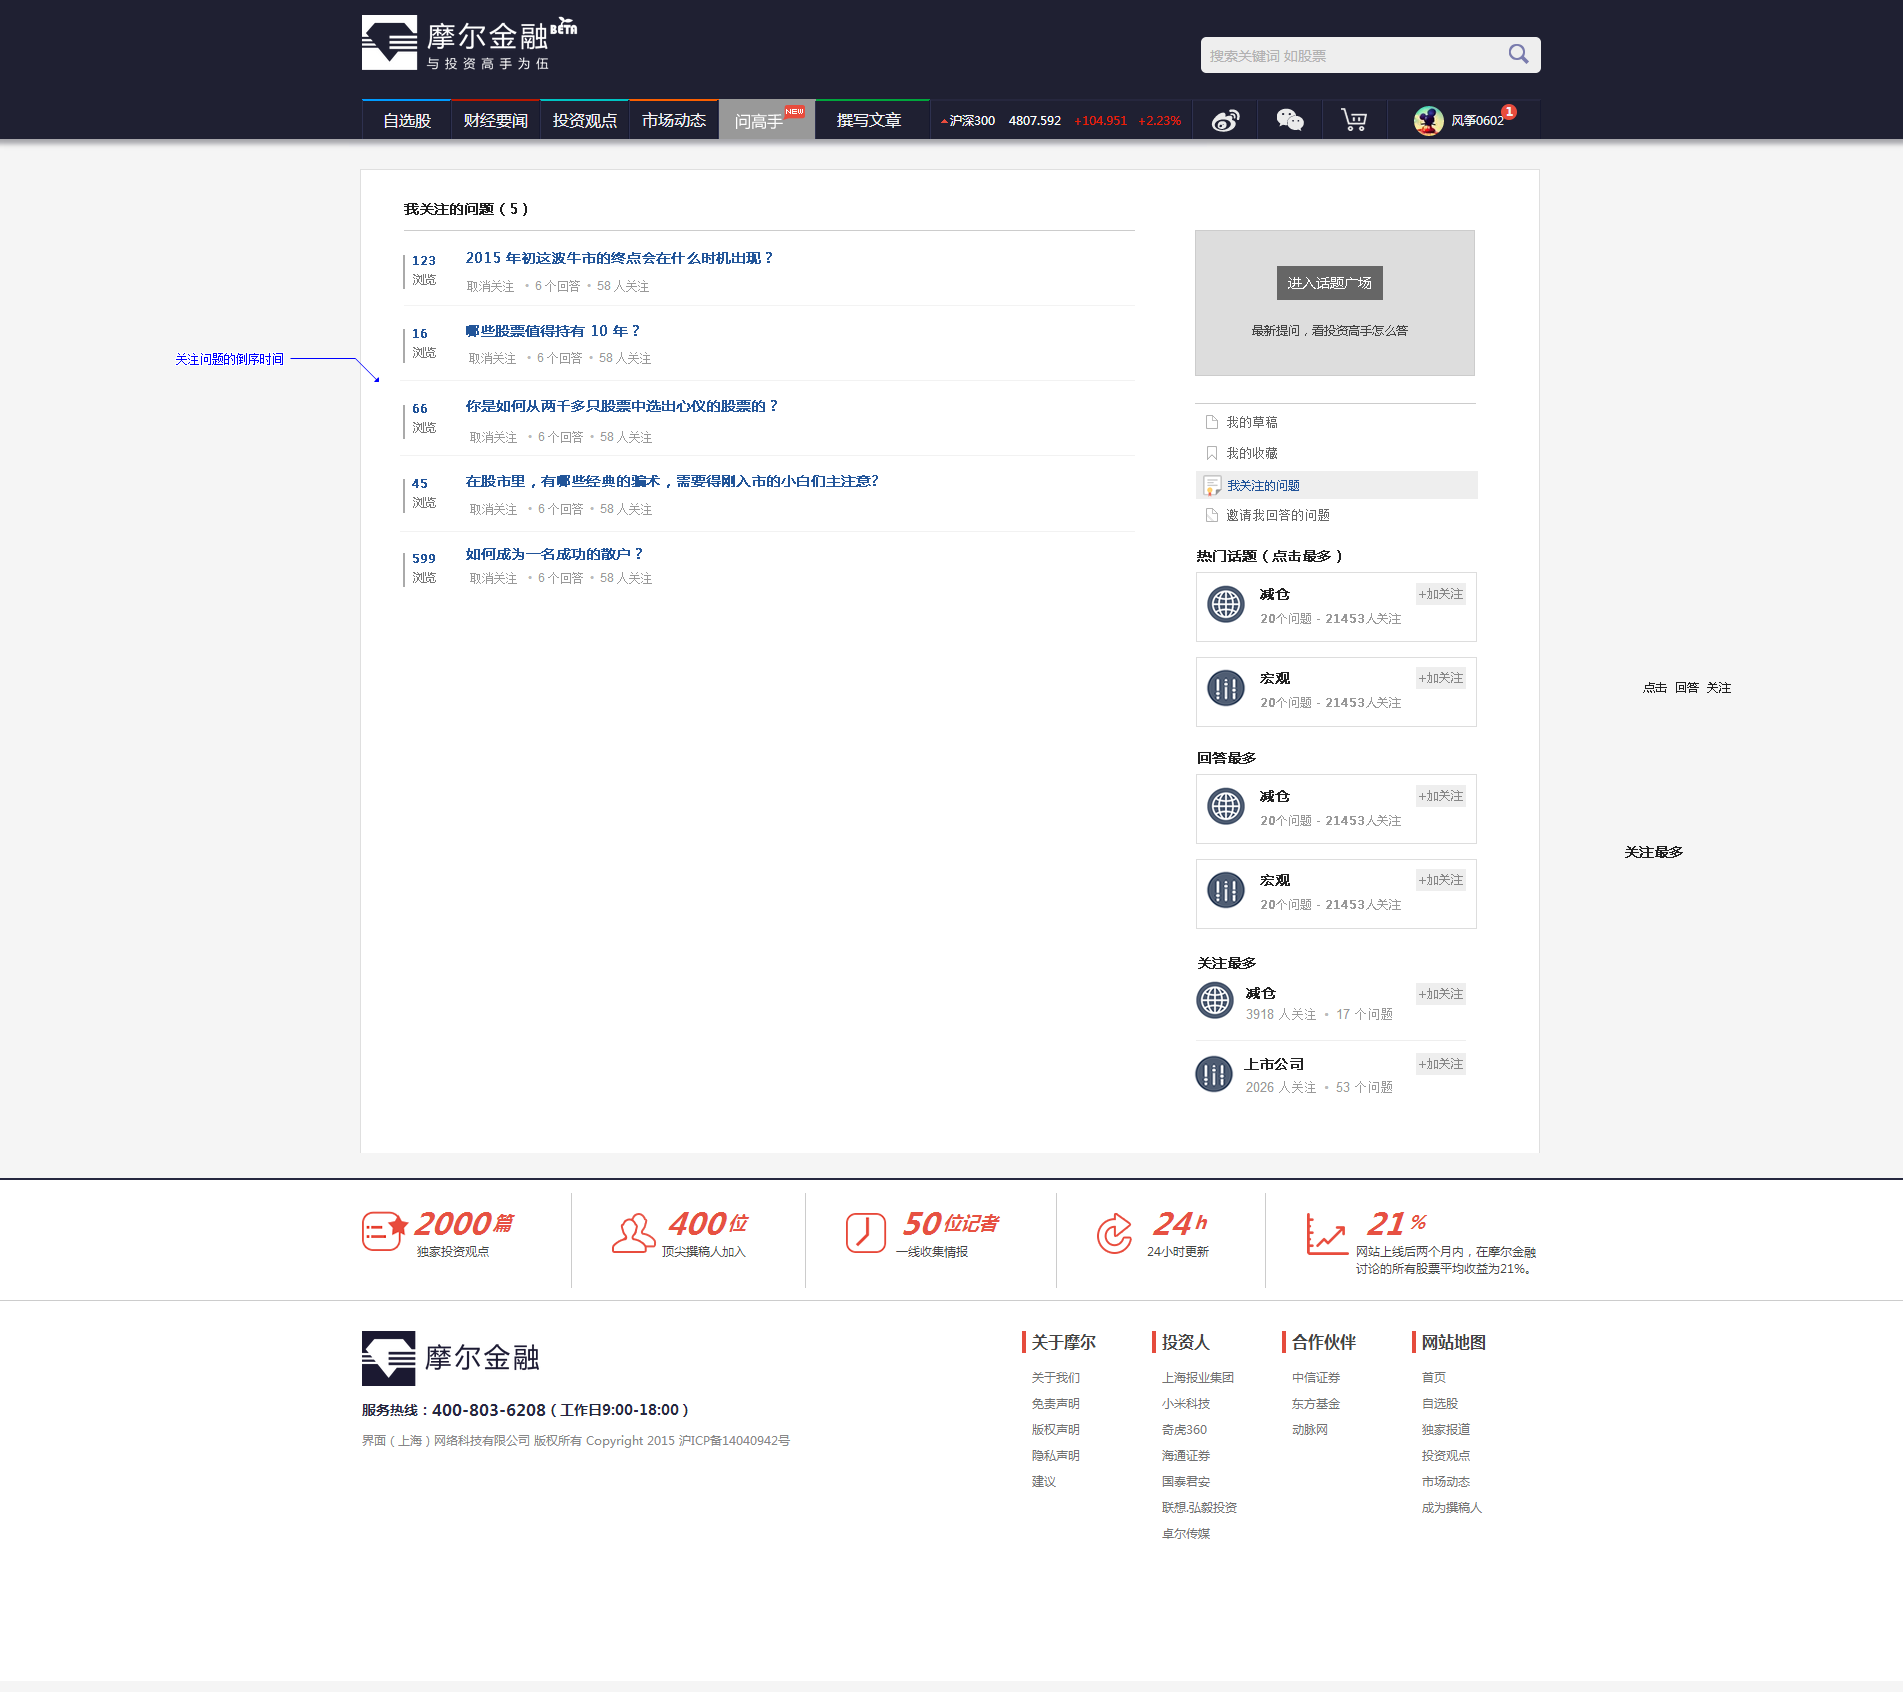 摩尔金融BETA
与投资高手为伍
搜索关键词 如股票
自选股 财经要闻 投资观点 市场动态 问高手 NEW 撰写文章 沪深300 4807.592 +104.951 +2.23% 风筝0602 1
我关注的问题（5）
123 浏览
2015 年初这波牛市的终点会在什么时机出现？
取消关注 • 6 个回答 • 58 人关注
16 浏览
哪些股票值得持有 10 年？
取消关注 • 6 个回答 • 58 人关注
关注问题的倒序时间
66 浏览
你是如何从两千多只股票中选出心仪的股票的？
取消关注 • 6 个回答 • 58 人关注
45 浏览
在股市里，有哪些经典的骗术，需要得刚入市的小白们主注意?
取消关注 • 6 个回答 • 58 人关注
599 浏览
如何成为一名成功的散户？
取消关注 • 6 个回答 • 58 人关注
进入话题广场
最新提问，看投资高手怎么答
我的草稿
我的收藏
我关注的问题
邀请我回答的问题
热门话题（点击最多）
减仓 +加关注
20个问题 - 21453人关注
宏观 +加关注
20个问题 - 21453人关注
点击 回答 关注
回答最多
减仓 +加关注
20个问题 - 21453人关注
关注最多
宏观 +加关注
20个问题 - 21453人关注
关注最多
减仓 +加关注
3918 人关注 • 17 个问题
上市公司 +加关注
2026 人关注 • 53 个问题
2000篇
独家投资观点
400位
顶尖撰稿人加入
50位记者
一线收集情报
24h
24小时更新
21%
网站上线后两个月内，在摩尔金融
讨论的所有股票平均收益为21%。
摩尔金融
服务热线：400-803-6208（工作日9:00-18:00）
界面（上海）网络科技有限公司 版权所有 Copyright 2015 沪ICP备14040942号
关于摩尔
关于我们
免责声明
版权声明
隐私声明
建议
投资人
上海报业集团
小米科技
奇虎360
海通证券
国泰君安
联想.弘毅投资
卓尔传媒
合作伙伴
中信证券
东方基金
动脉网
网站地图
首页
自选股
独家报道
投资观点
市场动态
成为撰稿人